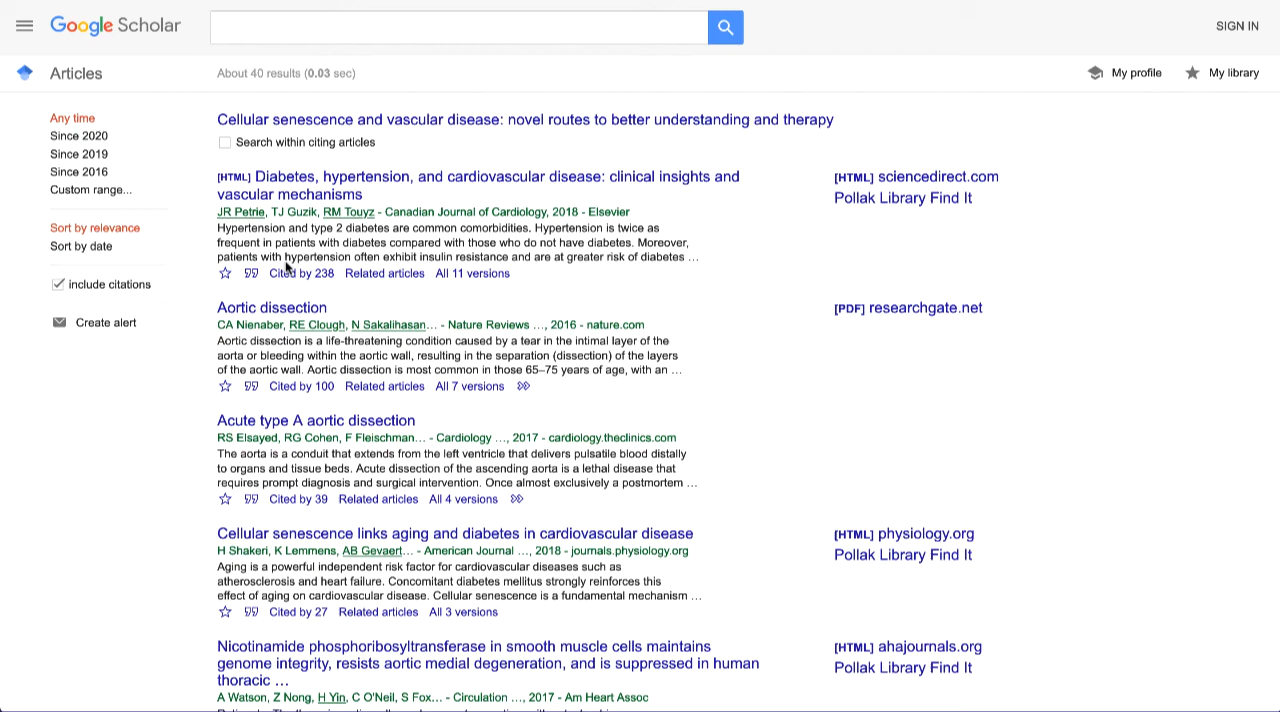 Google Scholar
SIGN IN
Articles
About 40 results (0.03 sec)
My profile
My library
Any time
Since 2020
Since 2019
Since 2016
Custom range...
Sort by relevance
Sort by date
include citations
Create alert
Cellular senescence and vascular disease: novel routes to better understanding and therapy
Search within citing articles
[HTML] Diabetes, hypertension, and cardiovascular disease: clinical insights and
vascular mechanisms
JR Petrie, TJ Guzik, RM Touyz - Canadian Journal of Cardiology, 2018 - Elsevier
Hypertension and type 2 diabetes are common comorbidities. Hypertension is twice as
frequent in patients with diabetes compared with those who do not have diabetes. Moreover,
patients with hypertension often exhibit insulin resistance and are at greater risk of diabetes ...
Cited by 238 Related articles All 11 versions
[HTML] sciencedirect.com
Pollak Library Find It
Aortic dissection
CA Nienaber, RE Clough, N Sakalihasan... - Nature Reviews ..., 2016 - nature.com
Aortic dissection is a life-threatening condition caused by a tear in the intimal layer of the
aorta or bleeding within the aortic wall, resulting in the separation (dissection) of the layers
of the aortic wall. Aortic dissection is most common in those 65–75 years of age, with an ...
Cited by 100 Related articles All 7 versions
[PDF] researchgate.net
Acute type A aortic dissection
RS Elsayed, RG Cohen, F Fleischman... - Cardiology ..., 2017 - cardiology.theclinics.com
The aorta is a conduit that extends from the left ventricle that delivers pulsatile blood distally
to organs and tissue beds. Acute dissection of the ascending aorta is a lethal disease that
requires prompt diagnosis and surgical intervention. Once almost exclusively a postmortem ...
Cited by 39 Related articles All 4 versions
Cellular senescence links aging and diabetes in cardiovascular disease
H Shakeri, K Lemmens, AB Gevaert... - American Journal ..., 2018 - journals.physiology.org
Aging is a powerful independent risk factor for cardiovascular diseases such as
atherosclerosis and heart failure. Concomitant diabetes mellitus strongly reinforces this
effect of aging on cardiovascular disease. Cellular senescence is a fundamental mechanism ...
Cited by 27 Related articles All 3 versions
[HTML] physiology.org
Pollak Library Find It
Nicotinamide phosphoribosyltransferase in smooth muscle cells maintains
genome integrity, resists aortic medial degeneration, and is suppressed in human
thoracic ...
A Watson, Z Nong, H Yin, C O'Neil, S Fox... - Circulation ..., 2017 - Am Heart Assoc
[HTML] ahajournals.org
Pollak Library Find It